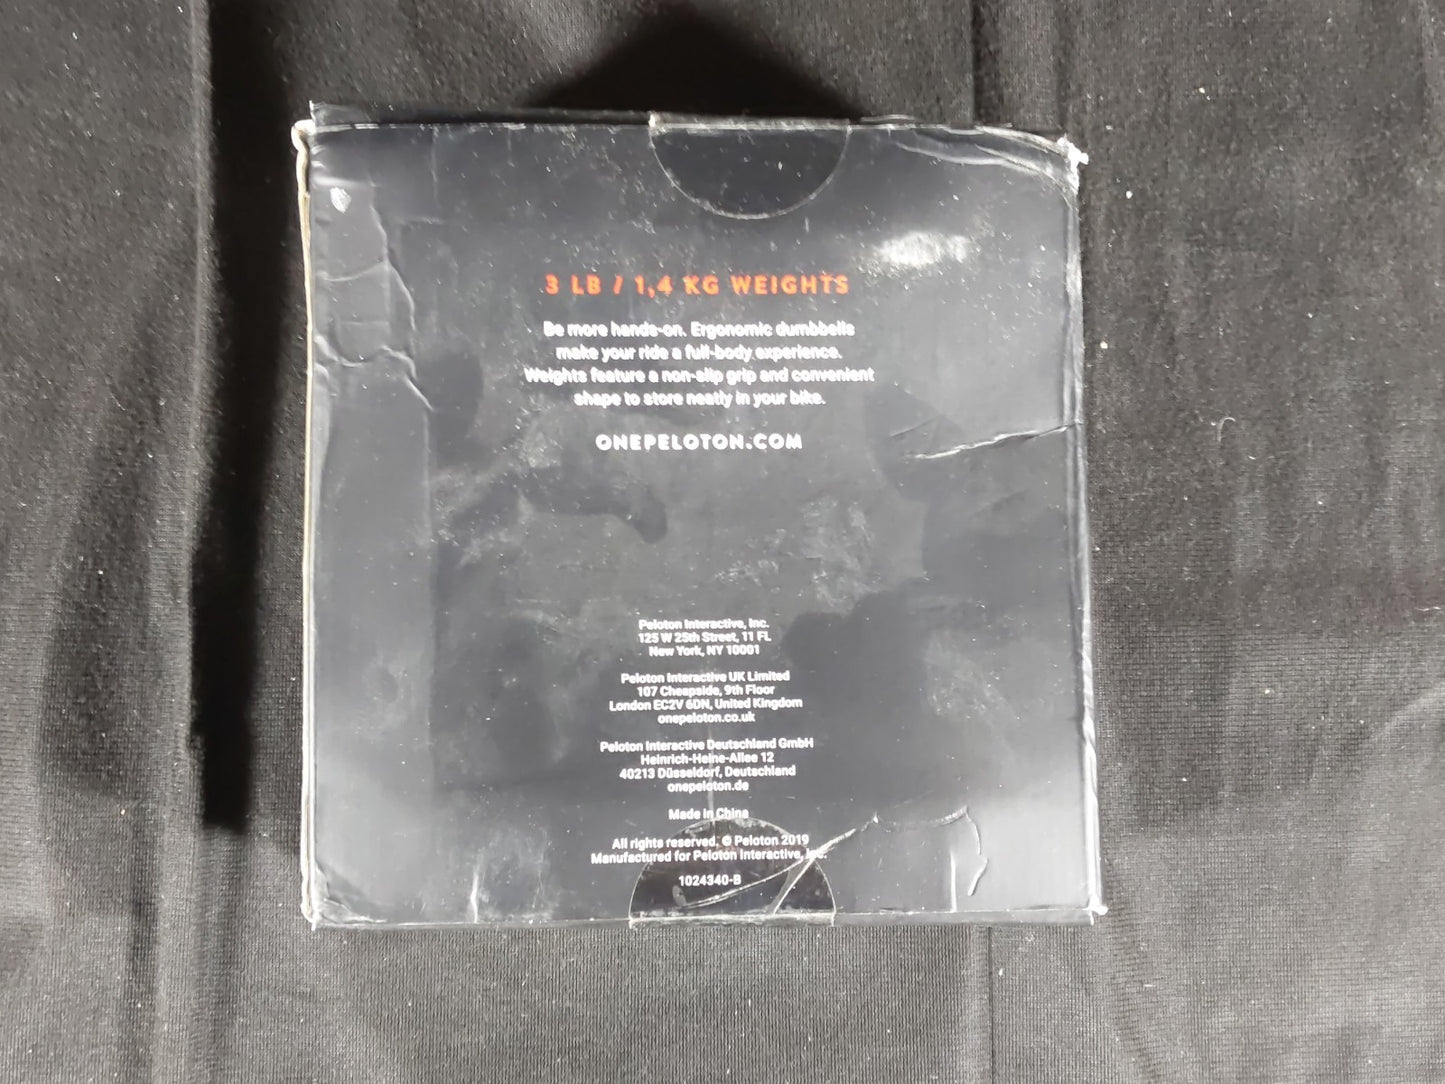 3 LB / 1,4 KG WEIGHTS
Be more hands-on. Ergonomic dumbbells
make your ride a full-body experience.
Weights feature a non-slip grip and convenient
shape to store neatly in your bike.
ONEPELOTON.COM
Peloton Interactive, Inc.
125 W 25th Street, 11 FL
New York, NY 10001
Peloton Interactive UK Limited
107 Cheapside, 9th Floor
London EC2V 6DN, United Kingdom
onepeloton.co.uk
Peloton Interactive Deutschland GmbH
Heinrich-Heine-Allee 12
40213 Düsseldorf, Deutschland
onepeloton.de
Made in China
All rights reserved. © Peloton 2019
Manufactured for Peloton Interactive, Inc.
1024340-B